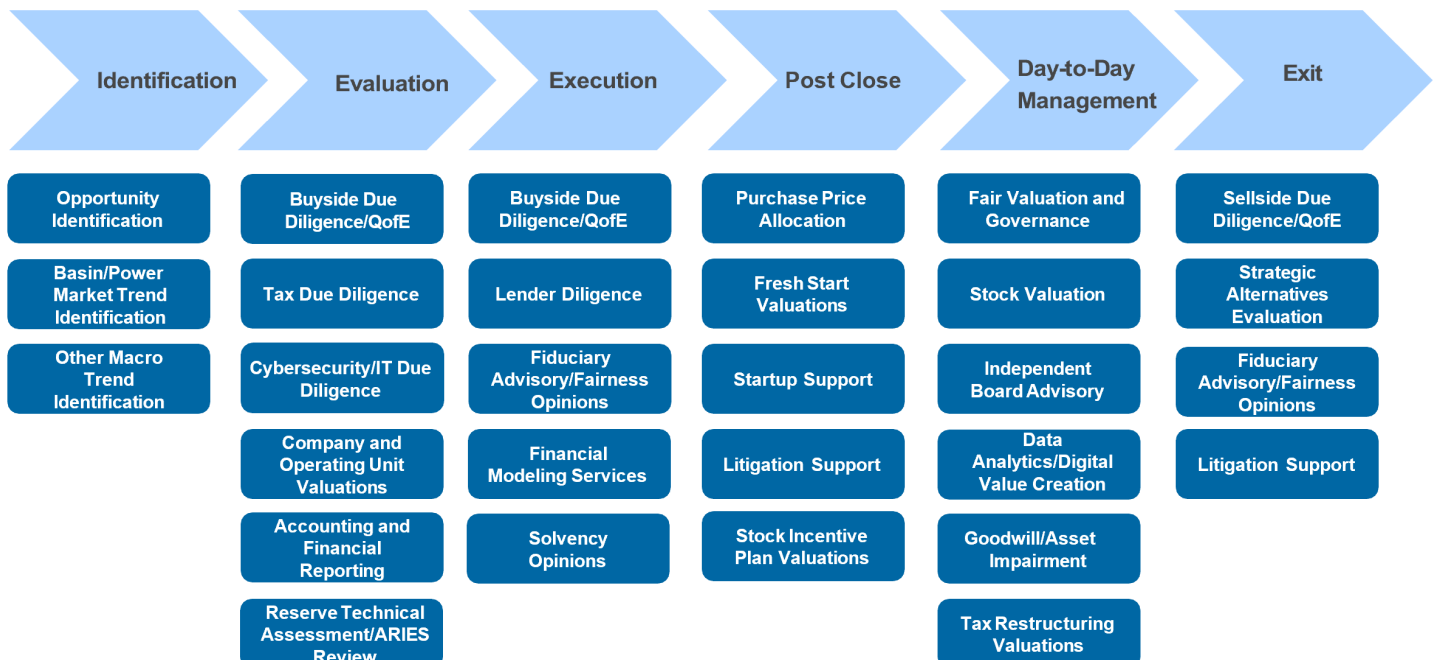 Identification
Evaluation
Execution
Post Close
Day-to-Day
Management
Exit
Opportunity
Identification
Basin/Power
Market Trend
Identification
Other Macro
Trend
Identification
Buyside Due
Diligence/QofE
Tax Due Diligence
Cybersecurity/IT Due
Diligence
Company and
Operating Unit
Valuations
Accounting and
Financial
Reporting
Reserve Technical
Assessment/ARIES
Review
Buyside Due
Diligence/QofE
Lender Diligence
Fiduciary
Advisory/Fairness
Opinions
Financial
Modeling Services
Solvency
Opinions
Purchase Price
Allocation
Fresh Start
Valuations
Startup Support
Litigation Support
Stock Incentive
Plan Valuations
Fair Valuation and
Governance
Stock Valuation
Independent
Board Advisory
Data
Analytics/Digital
Value Creation
Goodwill/Asset
Impairment
Tax Restructuring
Valuations
Sellside Due
Diligence/QofE
Strategic
Alternatives
Evaluation
Fiduciary
Advisory/Fairness
Opinions
Litigation Support